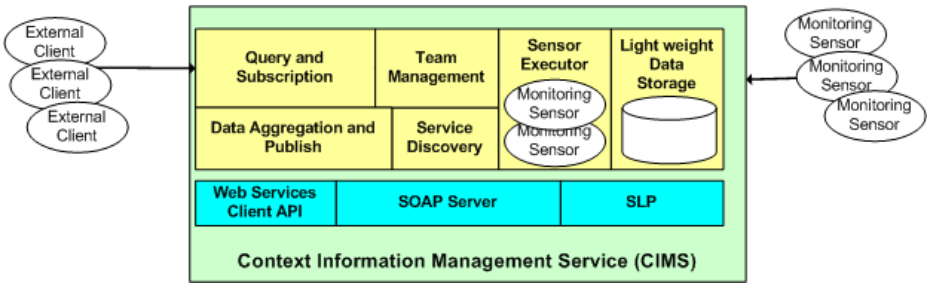 External
Client
External
Client
External
Client
Query and
Subscription
Team
Management
Sensor
Executor
Light weight
Data
Storage
Monitoring
Sensor
Monitoring
Sensor
Data Aggregation and
Publish
Service
Discovery
Web Services
Client API
SOAP Server
SLP
Context Information Management Service (CIMS)
Monitoring
Sensor
Monitoring
Sensor
Monitoring
Sensor